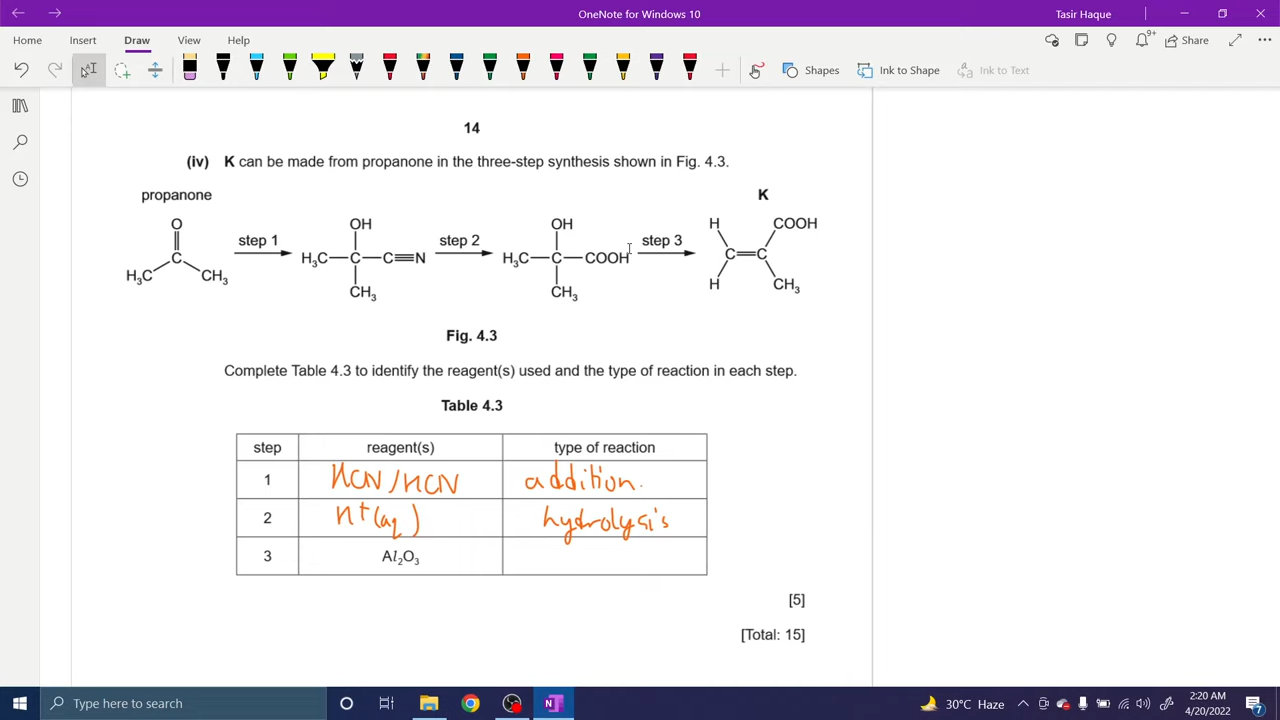 OneNote for Windows 10
Tasir Haque
Home Insert Draw View Help
9+
Share
Shapes
Ink to Shape
Ink to Text
14
(iv) K can be made from propanone in the three-step synthesis shown in Fig. 4.3.
propanone
K
O
H₃C C CH₃
step 1
OH
H₃C—C—C≡N
CH₃
step 2
OH
H₃C—C—COOH
CH₃
step 3
H COOH
C=C
H CH₃
Fig. 4.3
Complete Table 4.3 to identify the reagent(s) used and the type of reaction in each step.
Table 4.3
step reagent(s) type of reaction
1 HCN/KCN addition.
2 H⁺(aq) hydrolysis
3 Al₂O₃
[5]
[Total: 15]
Type here to search
30°C Haze
ENG
2:20 AM
4/20/2022
7